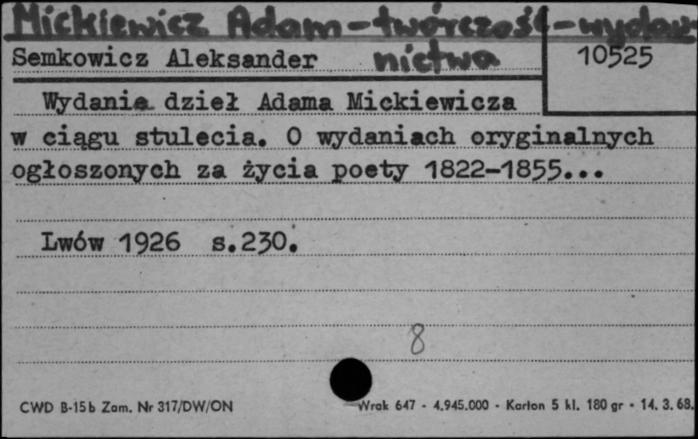 Mickiewicz Adam - twórczość - wydaw
nictwa
Semkowicz Aleksander
10525
Wydania dzieł Adama Mickiewicza
w ciągu stulecia. O wydaniach oryginalnych
ogłoszonych za życia poety 1822-1855...
Lwów 1926 s.230.
8
CWD B-15b Zam. Nr 317/DW/ON
Wrak 647 - 4.945.000 - Karton 5 kl. 180 gr - 14. 3. 68.